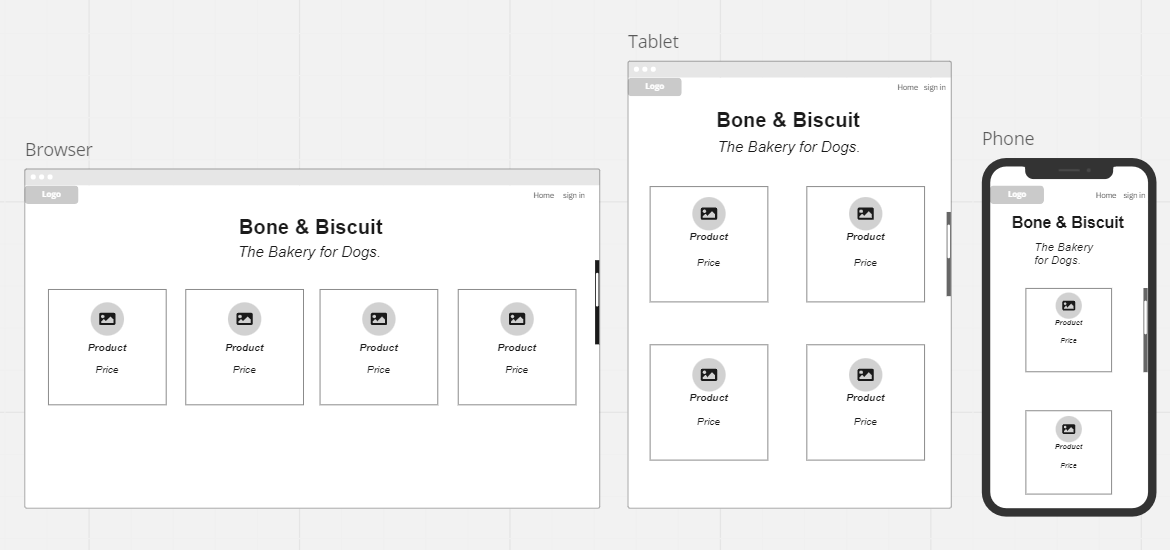 Browser
Logo
Home sign in
Bone & Biscuit
The Bakery for Dogs.
Product Product Product Product
Price Price Price Price
Tablet
Logo
Home sign in
Bone & Biscuit
The Bakery for Dogs.
Product Product
Price Price
Product Product
Price Price
Phone
Logo
Home sign in
Bone & Biscuit
The Bakery
for Dogs.
Product
Price
Product
Price